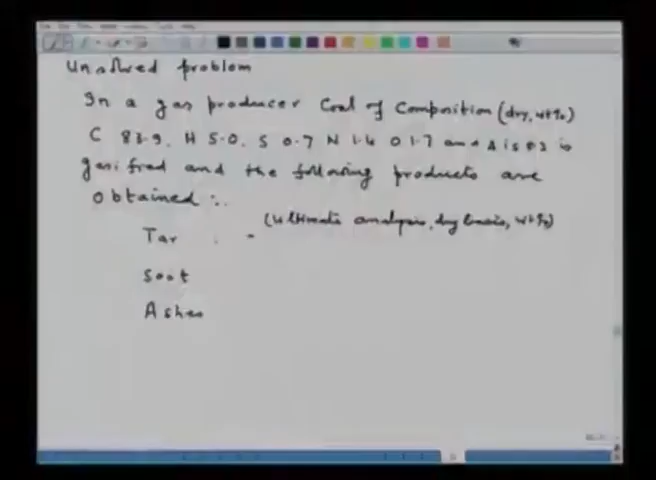 Unsolved problem
In a gas producer Coal of Composition (dry, wt%)
C 83.9, H 5.0, S 0.7 N 1.4 O 1.7 and A is 8.3 is
gasified and the following products are
obtained :.
(ultimate analysis, dry basis, wt%)
Tar : -
Soot
Ashes